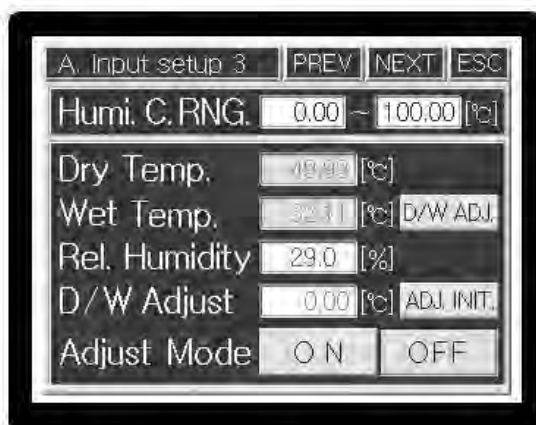 A. Input setup 3 PREV NEXT ESC
Humi. C. RNG. 0.00 ~ 100.00 [℃]
Dry Temp. [℃]
Wet Temp. [℃] D/W ADJ.
Rel. Humidity 29.0 [%]
D/W Adjust 0.00 [℃] ADJ. INIT.
Adjust Mode ON OFF